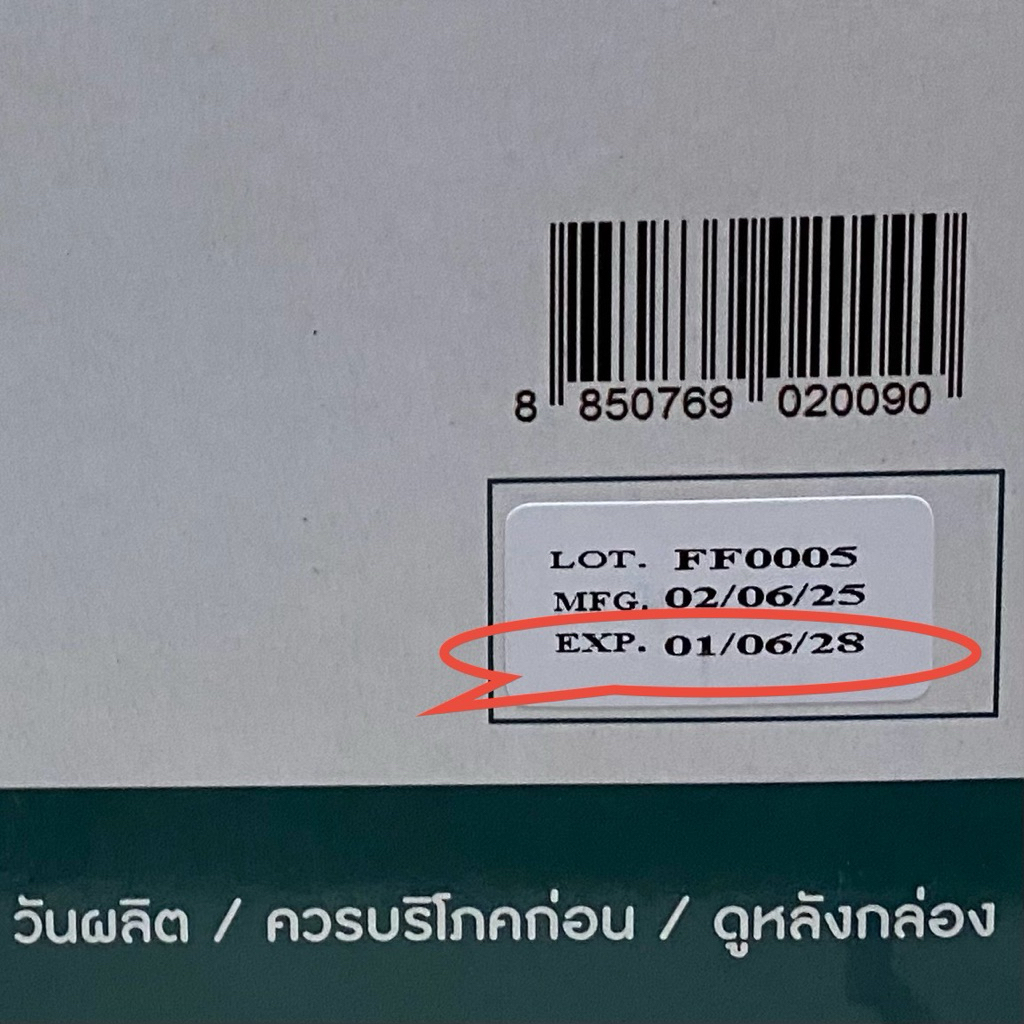 8 850769 020090
LOT. FF0005
MFG. 02/06/25
EXP. 01/06/28
วันผลิต / ควรบริโภคก่อน / ดูหลังกล่อง